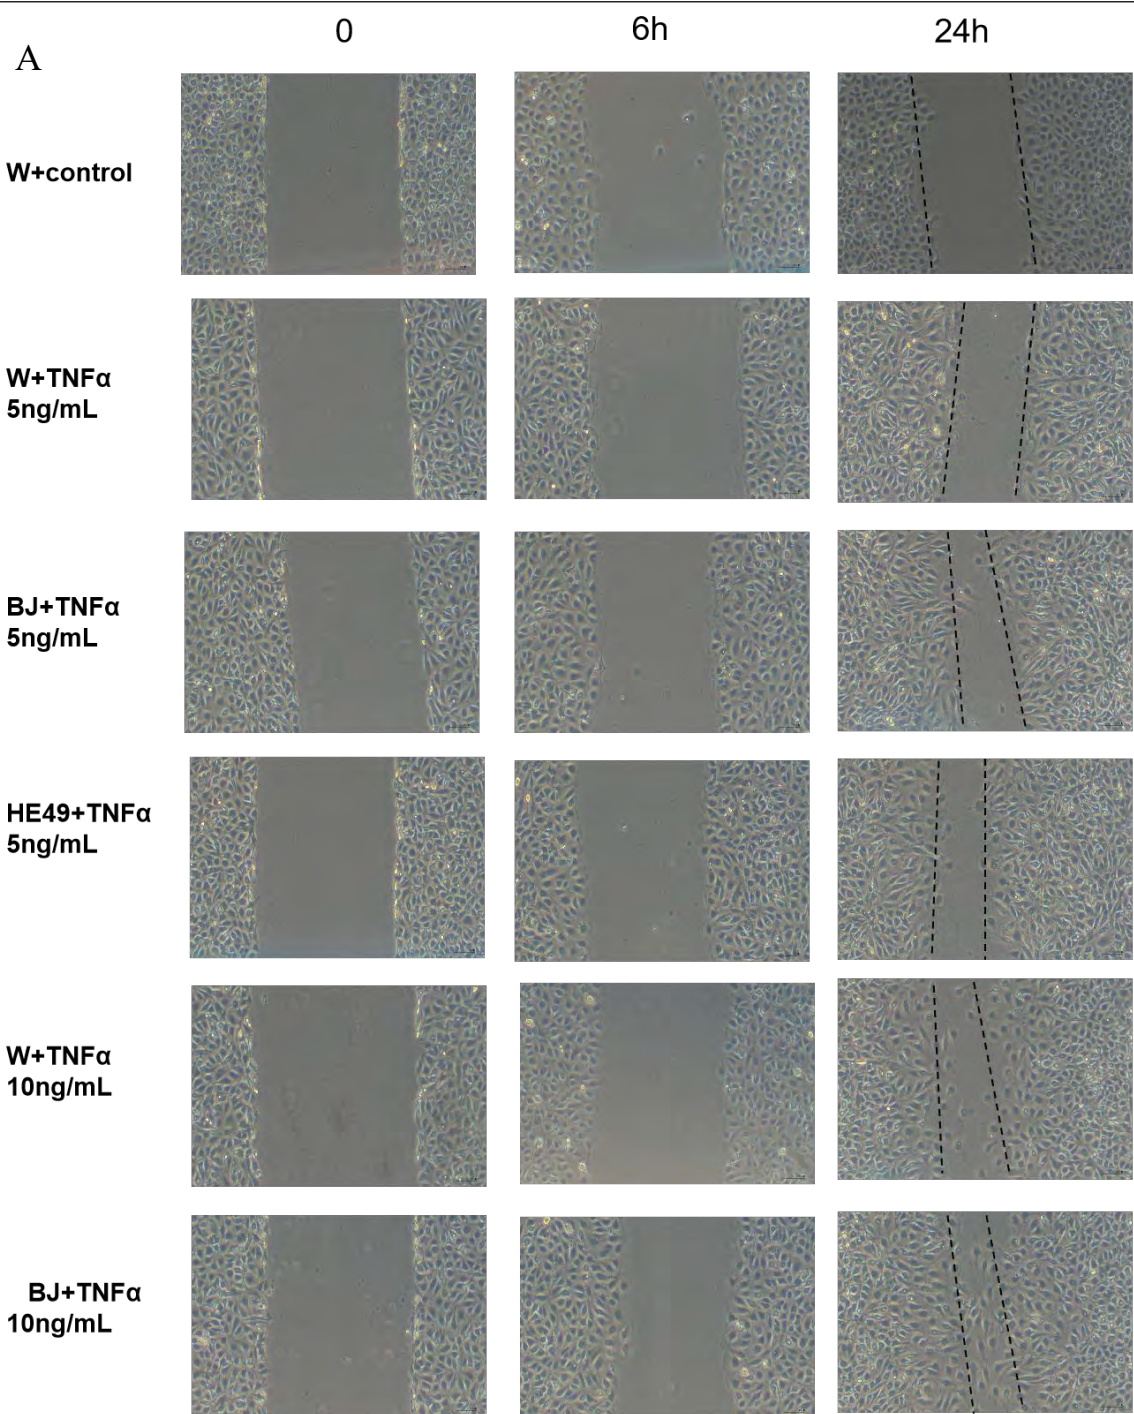 0 6h 24h
A
W+control
W+TNFα
5ng/mL
BJ+TNFα
5ng/mL
HE49+TNFα
5ng/mL
W+TNFα
10ng/mL
BJ+TNFα
10ng/mL